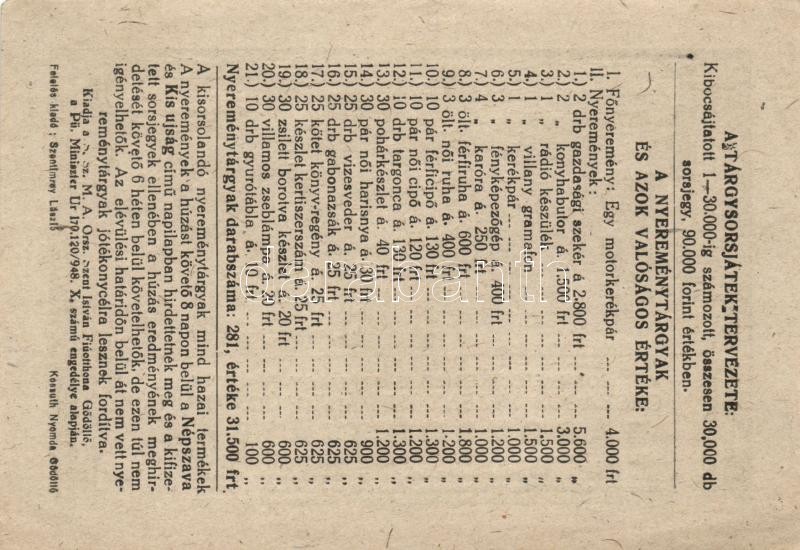 A TÁRGYSORSJÁTEK TERVEZETE:
Kibocsájtatott 1—30.000-ig számozott, összesen 30,000 db
sorsjegy. 90.000 forint értékben.
A NYEREMÉNYTÁRGYAK
ÉS AZOK VALÓSÁGOS ÉRTÉKE:
I. Főnyeremény: Egy motorkerékpár --- --- --- 4.000 frt
II. Nyeremények:
1.) 2 drb gazdasági szekér á 2.800 frt --- --- 5.600 „
2.) 2 „ konyhabutor á 1.500 frt --- --- --- 3.000 „
3.) 1 „ rádió készülék --- --- --- --- 1.500 „
4.) 1 „ villany gramafon --- --- --- --- 1.500 „
5.) 1 „ kerékpár --- --- --- --- --- 1.000 „
6.) 3 „ fényképezőgép á 400 frt --- --- 1.200 „
7.) 4 „ karóra á. 250 frt --- --- --- 1.000 „
8.) 3 ölt. férfiruha á. 600 frt --- --- --- 1.800 „
9.) 3 ölt. női ruha á. 400 frt --- --- --- 1.200 „
10.) 10 pár férficipő á. 130 frt --- --- --- 1.300 „
11.) 10 pár női cipő á. 120 frt --- --- --- 1.200 „
12.) 10 drb targonca á. 130 frt --- --- --- 1.300 „
13.) 30 pohárkészlet á. 40 frt --- --- --- 1.200 „
14.) 30 pár női harisnya á. 30 frt --- --- --- 900 „
15.) 25 drb vizesveder á. 25 frt --- --- --- 625 „
16.) 25 drb gabonazsák á. 25 frt --- --- --- 625 „
17.) 25 kötet könyv-regény á. 25 frt --- --- 625 „
18.) 25 készlet kertiszerszám á. 25 frt --- --- 625 „
19.) 30 zsilett borotva készlet á. 20 frt --- --- 600 „
20.) 30 villamos zseblámpa á. 20 frt --- --- 600 „
21.) 10 drb gyurótábla á. 10 frt --- --- --- 100 „
Nyereménytárgyak darabszáma: 281, értéke 31.500 frt.
A kisorsolandó nyereménytárgyak mind hazai termékek
A nyeremények a húzást követő 8 napon belül a Népszava
és Kis ujság című napilapban hirdettetnek meg és a kifize-
tett sorsjegyek ellenében a húzás eredményének meghir-
delését követő 6 héten belül követelhetők, de ezen túl nem
igényelhetők. Az elévülési határidőn belül át nem vett nye-
reménytárgyak jótékonycélra lesznek fordítva.
Kiadja a M. A. Orsz. Szent István Fiúotthona Gödöllő,
a Pü. Miniszter Ur 170.120/948. X, számú engedélye alapján.
Felelős kiadó: Szentimrey László Kossuth Nyomda Gödöllő
darabanth